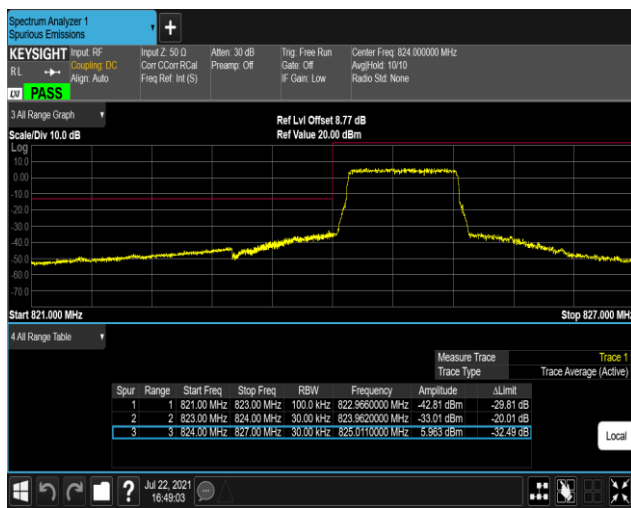 Spectrum Analyzer 1
Spurious Emissions
KEYSIGHT Input: RF Input Z: 50 Ω Atten: 30 dB Trig: Free Run Center Freq: 824.000000 MHz
RL Coupling: DC Corr CCorr RCal Preamp: Off Gate: Off Avg|Hold: 10/10
Align: Auto Freq Ref: Int (S) IF Gain: Low Radio Std: None
LXI PASS
3 All Range Graph
Ref Lvl Offset 8.77 dB
Scale/Div 10.0 dB Ref Value 20.00 dBm
Log
10.0
0.00
-10.0
-20.0
-30.0
-40.0
-50.0
-60.0
-70.0
Start 821.000 MHz Stop 827.000 MHz
4 All Range Table
Measure Trace Trace 1
Trace Type Trace Average (Active)
Spur Range Start Freq Stop Freq RBW Frequency Amplitude ΔLimit
1 1 821.00 MHz 823.00 MHz 100.0 kHz 822.9660000 MHz -42.81 dBm -29.81 dB
2 2 823.00 MHz 824.00 MHz 30.00 kHz 823.9620000 MHz -33.01 dBm -20.01 dB
3 3 824.00 MHz 827.00 MHz 30.00 kHz 825.0110000 MHz 5.963 dBm -32.49 dB
Local
? Jul 22, 2021
16:49:03